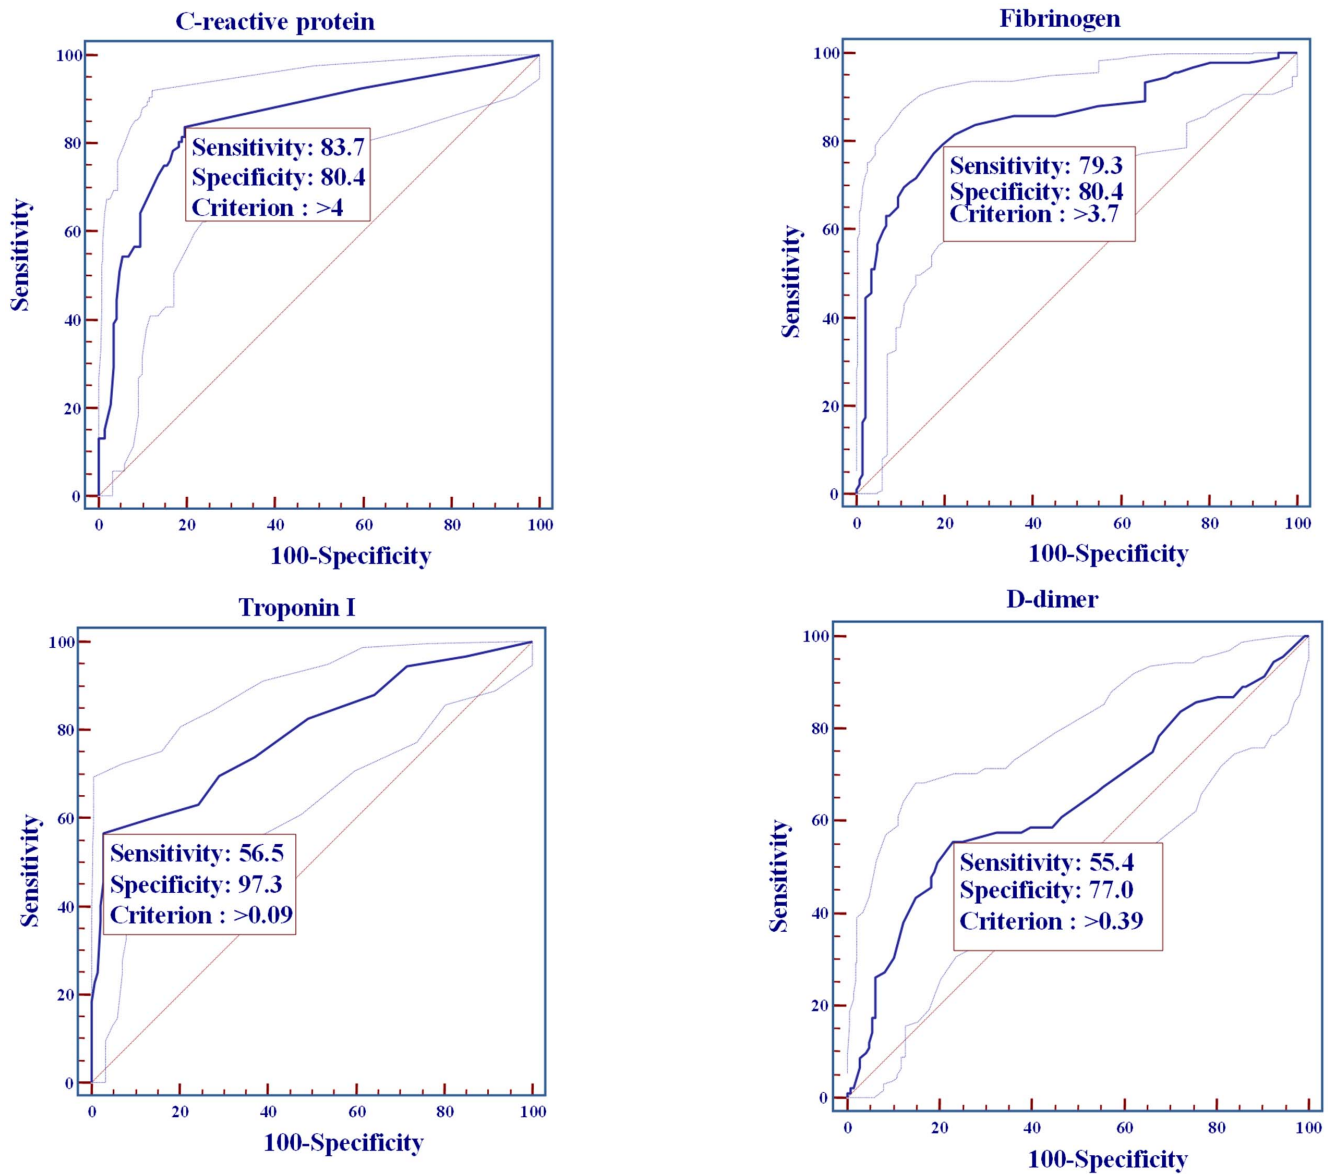 C-reactive protein
100
80
60
40
20
0
Sensitivity
Sensitivity: 83.7
Specificity: 80.4
Criterion : >4
0 20 40 60 80 100
100-Specificity
Fibrinogen
100
80
60
40
20
0
Sensitivity
Sensitivity: 79.3
Specificity: 80.4
Criterion : >3.7
0 20 40 60 80 100
100-Specificity
Troponin I
100
80
60
40
20
0
Sensitivity
Sensitivity: 56.5
Specificity: 97.3
Criterion : >0.09
0 20 40 60 80 100
100-Specificity
D-dimer
100
80
60
40
20
0
Sensitivity
Sensitivity: 55.4
Specificity: 77.0
Criterion : >0.39
0 20 40 60 80 100
100-Specificity